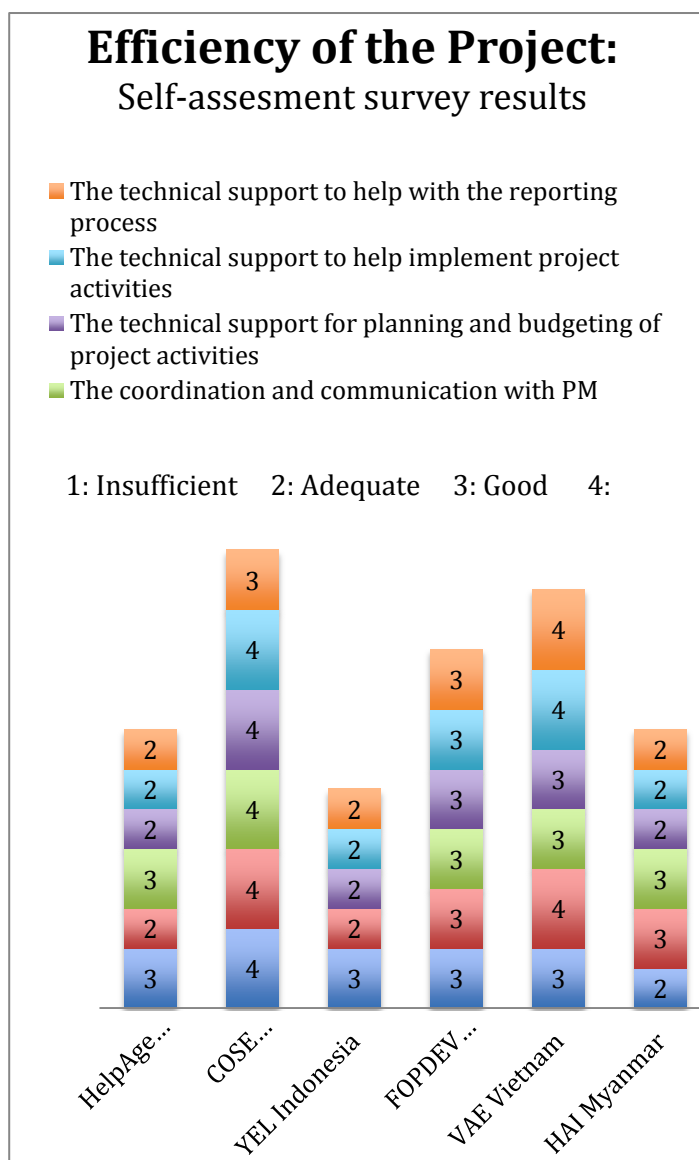 Efficiency of the Project:
Self-assesment survey results
The technical support to help with the reporting
process
The technical support to help implement project
activities
The technical support for planning and budgeting of
project activities
The coordination and communication with PM
1: Insufficient 2: Adequate 3: Good 4:
3
4 4
4 3 4
2 4 3 2
2 2 3 2
2 4 2 3 3 2
3 2 3
2 4 2 3 4 3
3 4 3 3 3 2
HelpAge... COSE... YEL Indonesia FOPDEV... VAE Vietnam HAI Myanmar